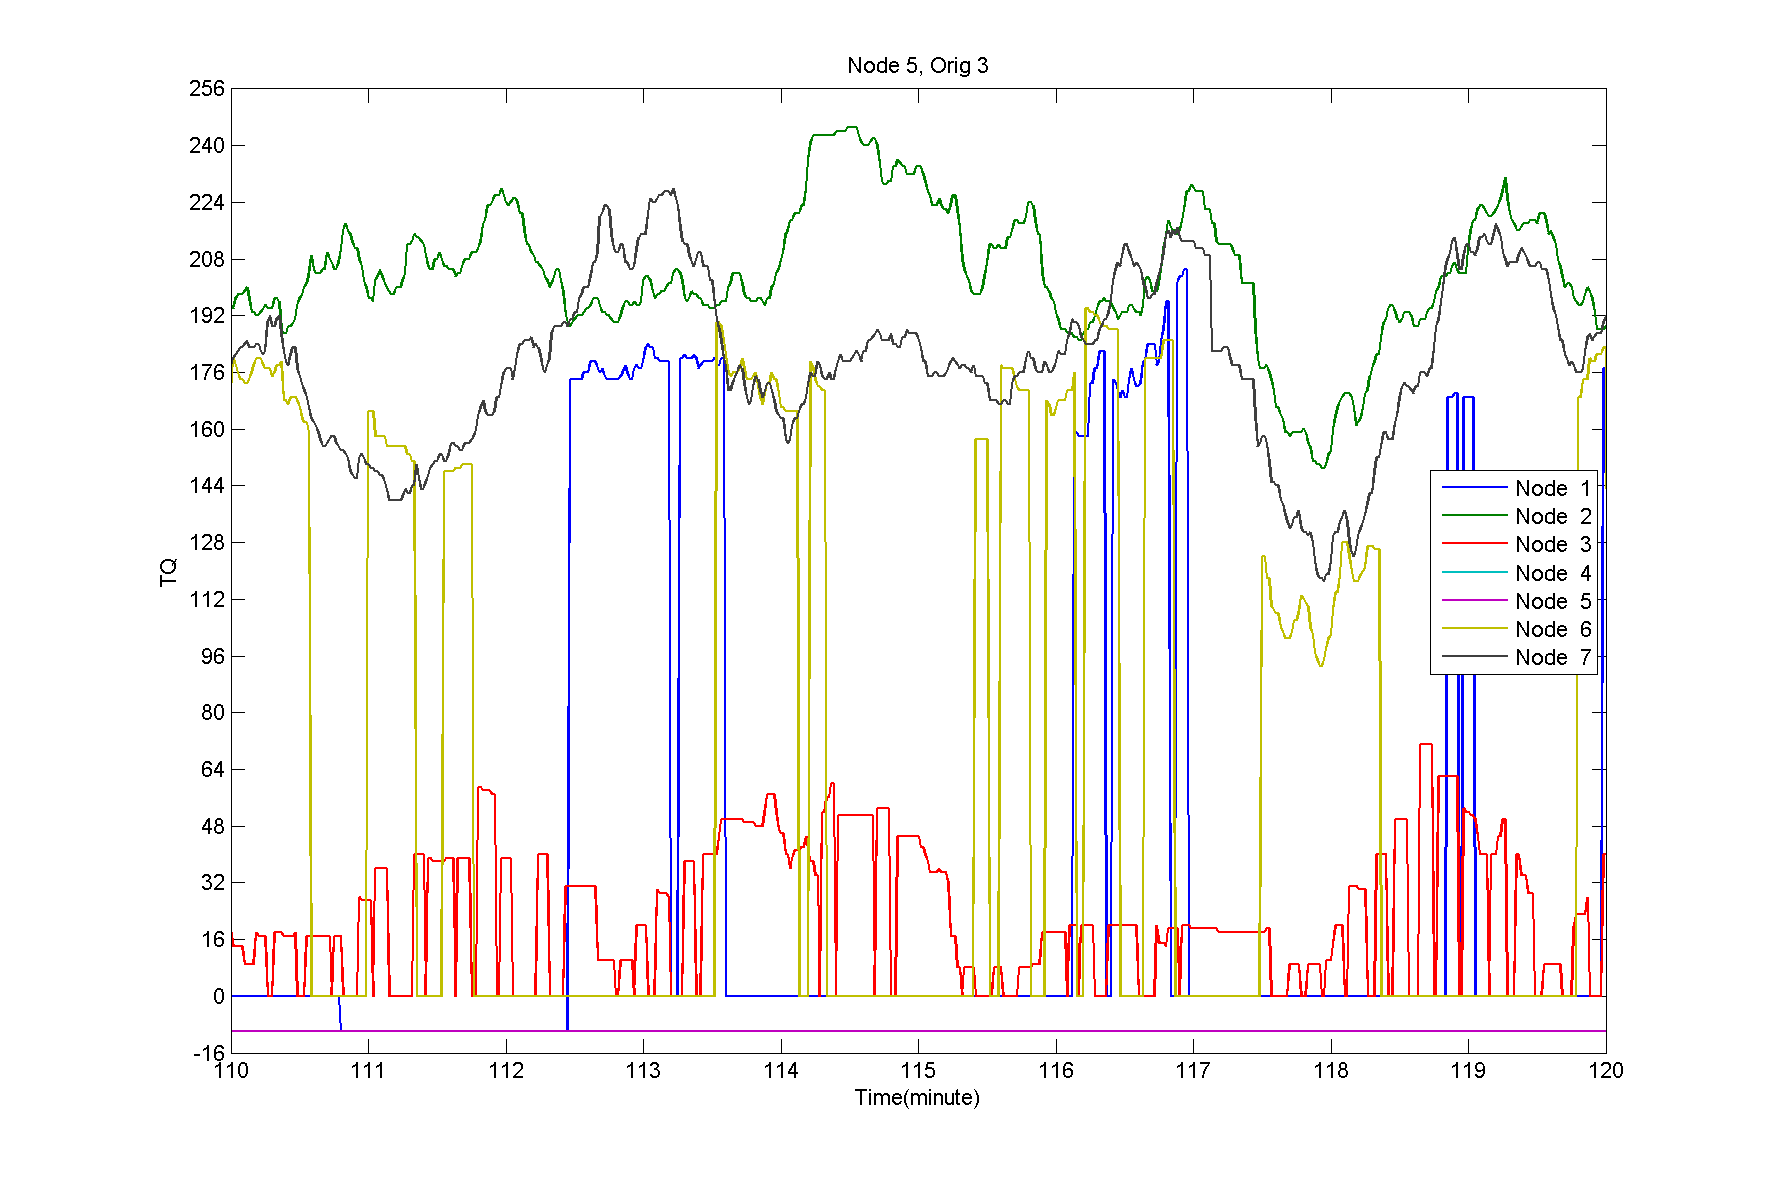 Node 5, Orig 3
256
240
224
208
192
176
160
144
128
112
96
80
64
48
32
16
0
-16
TQ
Node 1
Node 2
Node 3
Node 4
Node 5
Node 6
Node 7
110 111 112 113 114 115 116 117 118 119 120
Time(minute)